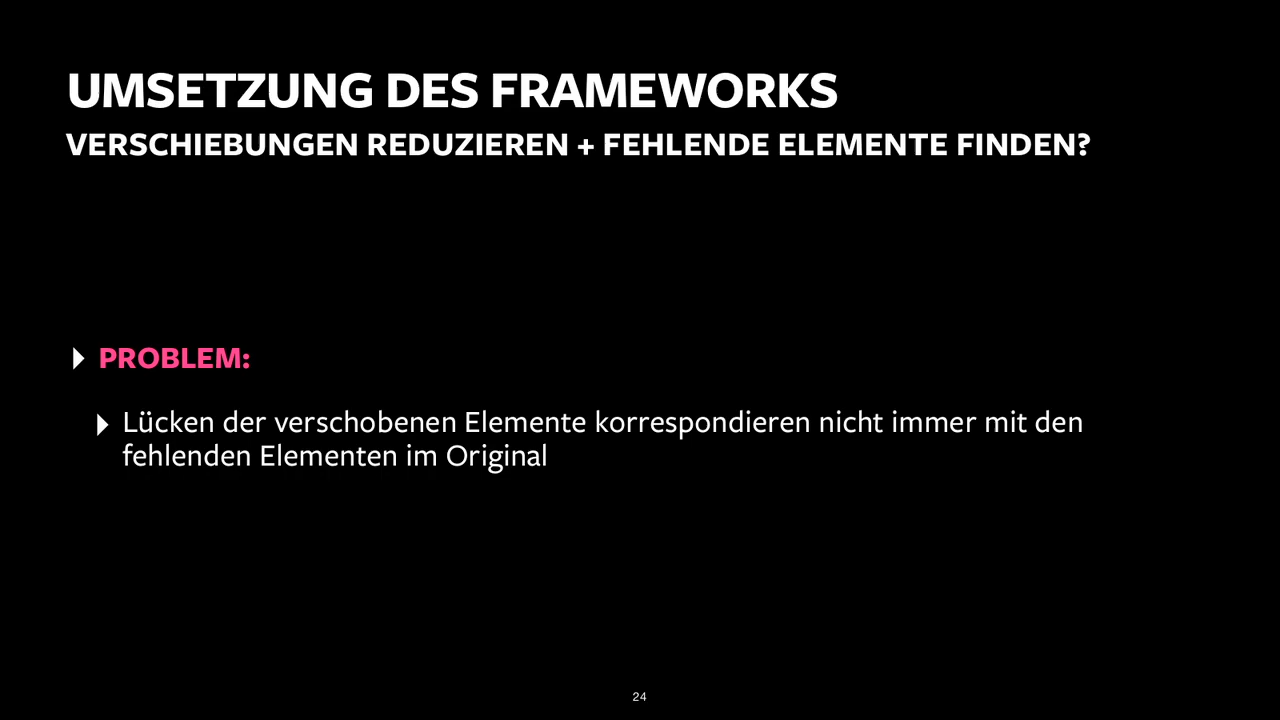 UMSETZUNG DES FRAMEWORKS
VERSCHIEBUNGEN REDUZIEREN + FEHLENDE ELEMENTE FINDEN?
PROBLEM:
Lücken der verschobenen Elemente korrespondieren nicht immer mit den
fehlenden Elementen im Original
24